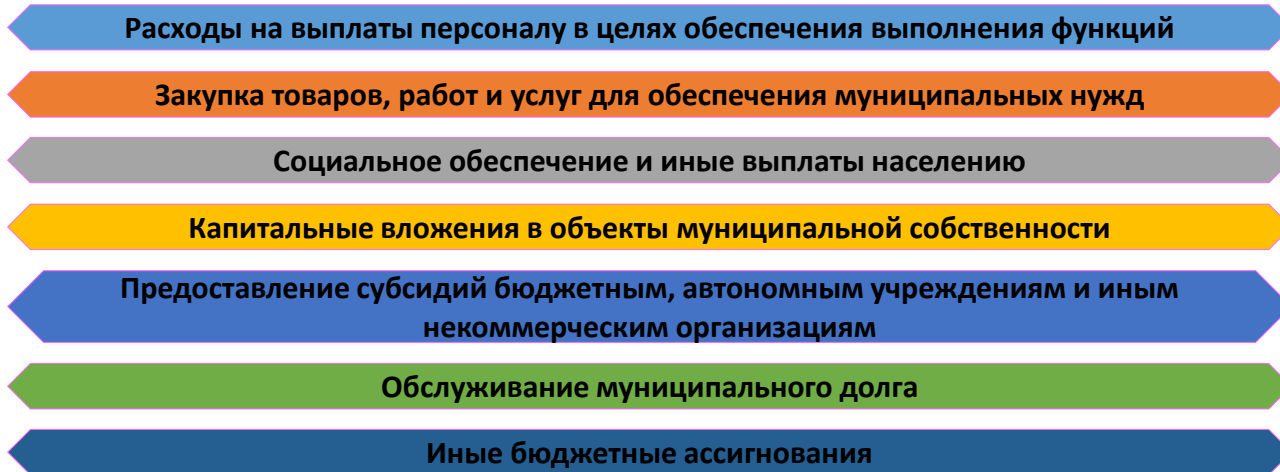 Расходы на выплаты персоналу в целях обеспечения выполнения функций
Закупка товаров, работ и услуг для обеспечения муниципальных нужд
Социальное обеспечение и иные выплаты населению
Капитальные вложения в объекты муниципальной собственности
Предоставление субсидий бюджетным, автономным учреждениям и иным
некоммерческим организациям
Обслуживание муниципального долга
Иные бюджетные ассигнования